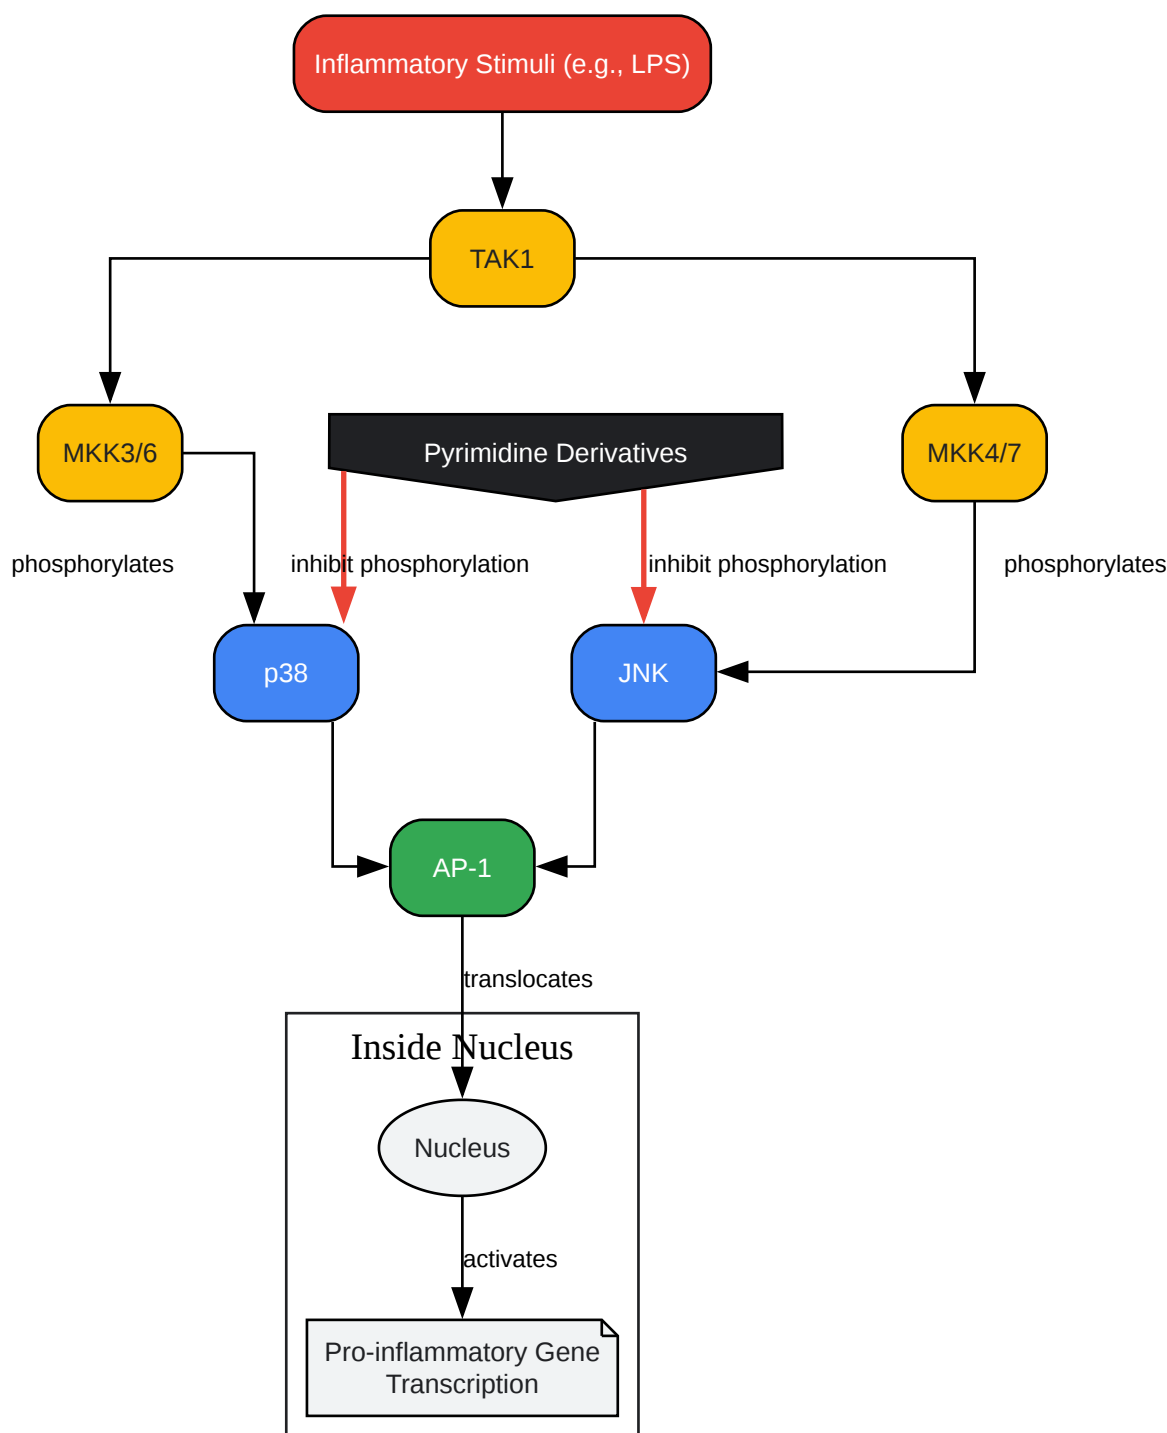 Inflammatory Stimuli (e.g., LPS)
TAK1
MKK3/6
Pyrimidine Derivatives
MKK4/7
phosphorylates
inhibit phosphorylation
inhibit phosphorylation
phosphorylates
p38
JNK
AP-1
translocates
Inside Nucleus
Nucleus
activates
Pro-inflammatory Gene
Transcription